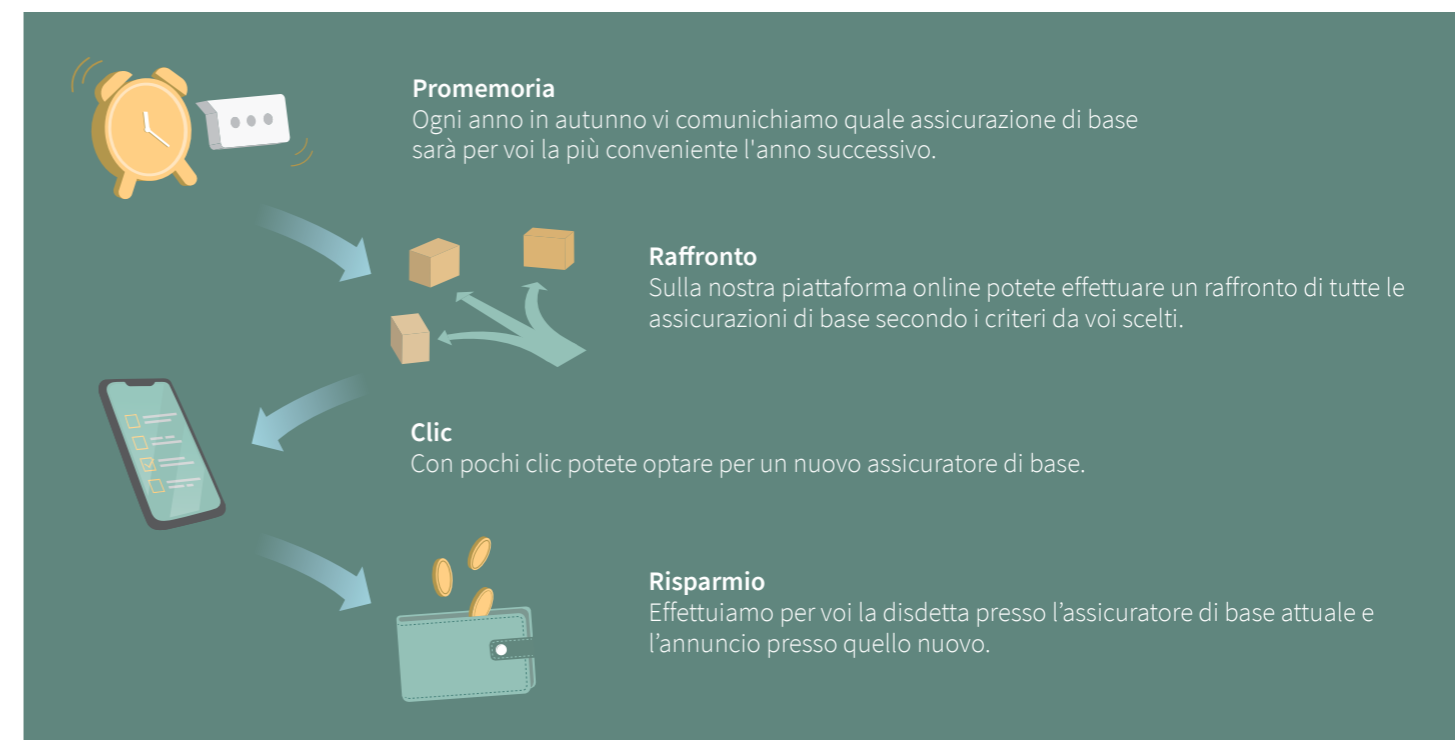 Promemoria
Ogni anno in autunno vi comunichiamo quale assicurazione di base
sarà per voi la più conveniente l'anno successivo.
Raffronto
Sulla nostra piattaforma online potete effettuare un raffronto di tutte le
assicurazioni di base secondo i criteri da voi scelti.
Clic
Con pochi clic potete optare per un nuovo assicuratore di base.
Risparmio
Effettuiamo per voi la disdetta presso l’assicuratore di base attuale e
l’annuncio presso quello nuovo.